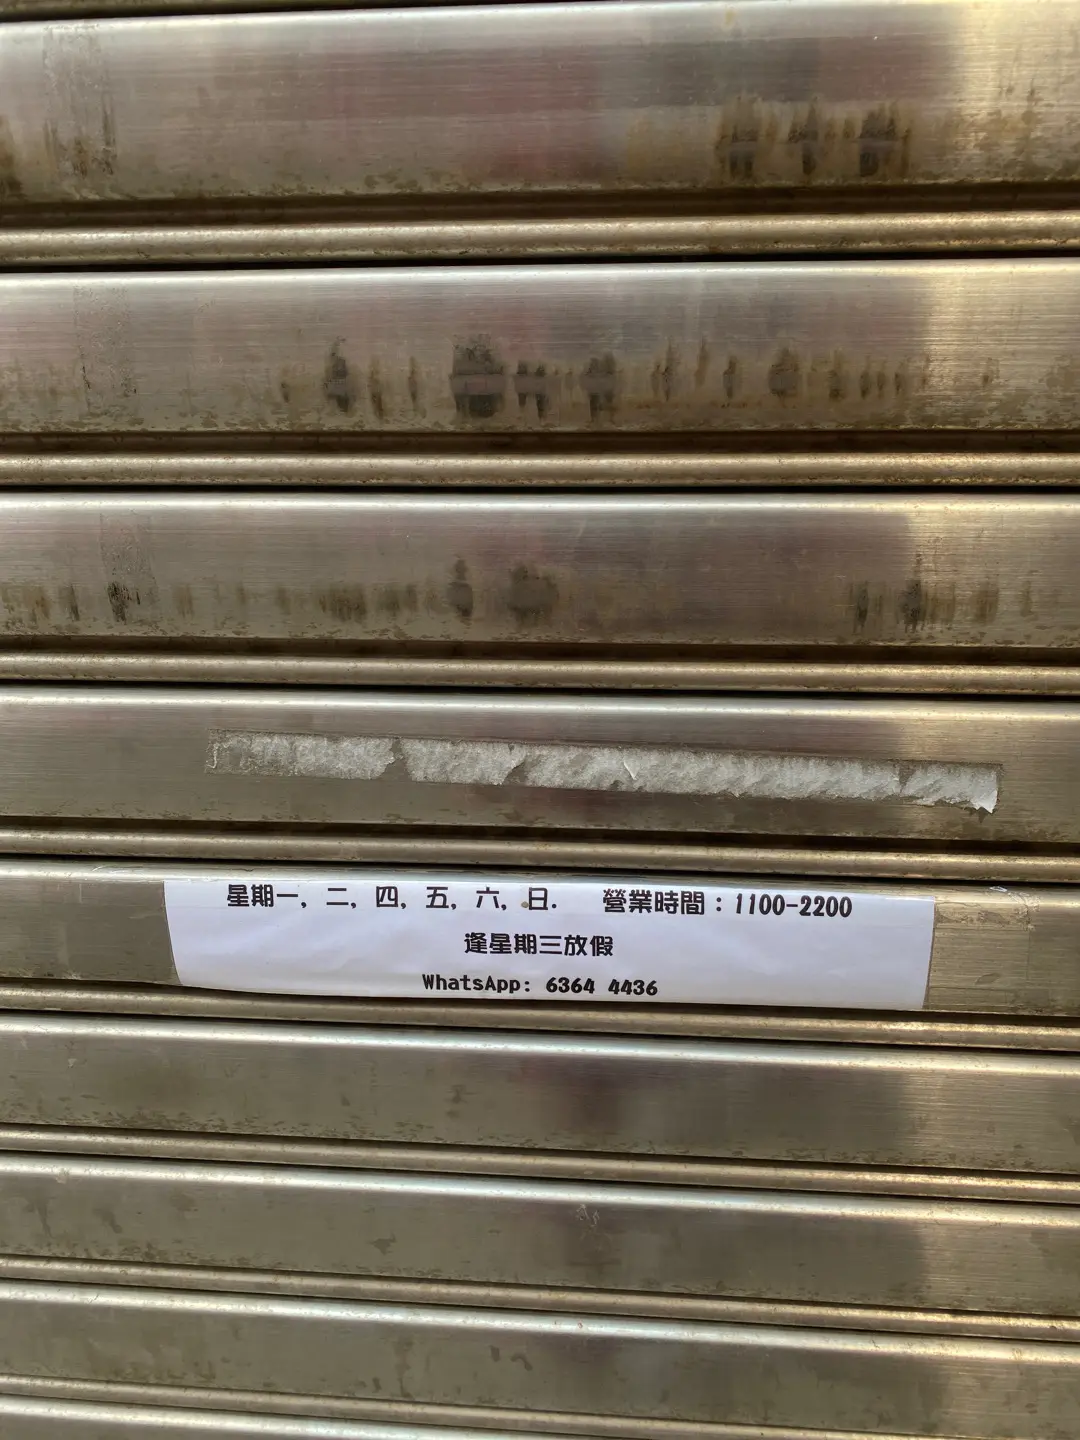 星期一, 二, 四, 五, 六, 日.　營業時間：1100-2200
逢星期三放假
WhatsApp: 6364 4436